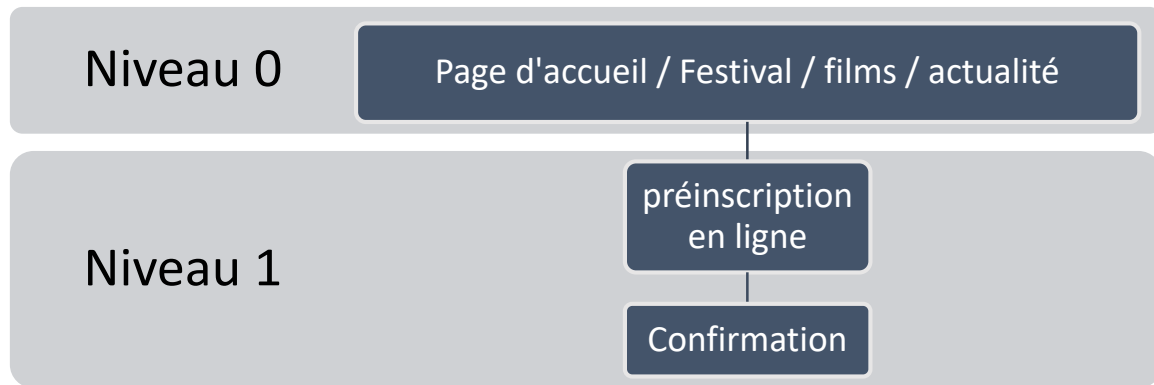 Niveau 0
Page d'accueil / Festival / films / actualité
Niveau 1
préinscription
en ligne
Confirmation